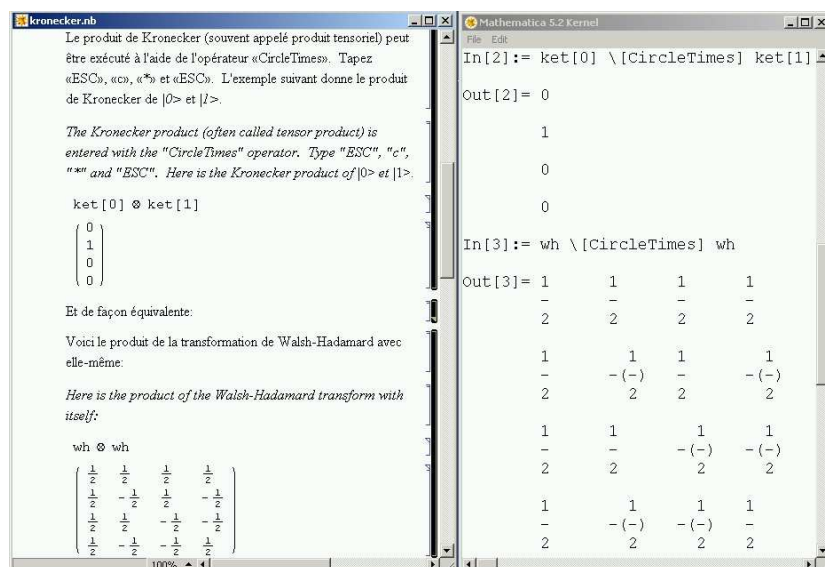 kronecker.nb
Le produit de Kronecker (souvent appelé produit tensoriel) peut
être exécuté à l'aide de l'opérateur «CircleTimes». Tapez
«ESC», «c», «*» et «ESC». L'exemple suivant donne le produit
de Kronecker de |0> et |1>.
The Kronecker product (often called tensor product) is
entered with the "CircleTimes" operator. Type "ESC", "c",
"*" and "ESC". Here is the Kronecker product of |0> et |1>.
ket[0] ⊗ ket[1]
0
1
0
0
Et de façon équivalente:
Voici le produit de la transformation de Walsh-Hadamard avec
elle-même:
Here is the product of the Walsh-Hadamard transform with
itself:
wh ⊗ wh
1/2 1/2 1/2 1/2
1/2 -1/2 1/2 -1/2
1/2 1/2 -1/2 -1/2
1/2 -1/2 -1/2 1/2
100%
Mathematica 5.2 Kernel
File Edit
In[2]:= ket[0] \[CircleTimes] ket[1]
Out[2]= 0
1
0
0
In[3]:= wh \[CircleTimes] wh
Out[3]= 1 1 1 1
- - - -
2 2 2 2
1 1 1 1
- -(-) - -(-)
2 2 2 2
1 1 1 1
- - -(-) -(-)
2 2 2 2
1 1 1 1
- -(-) -(-) -
2 2 2 2